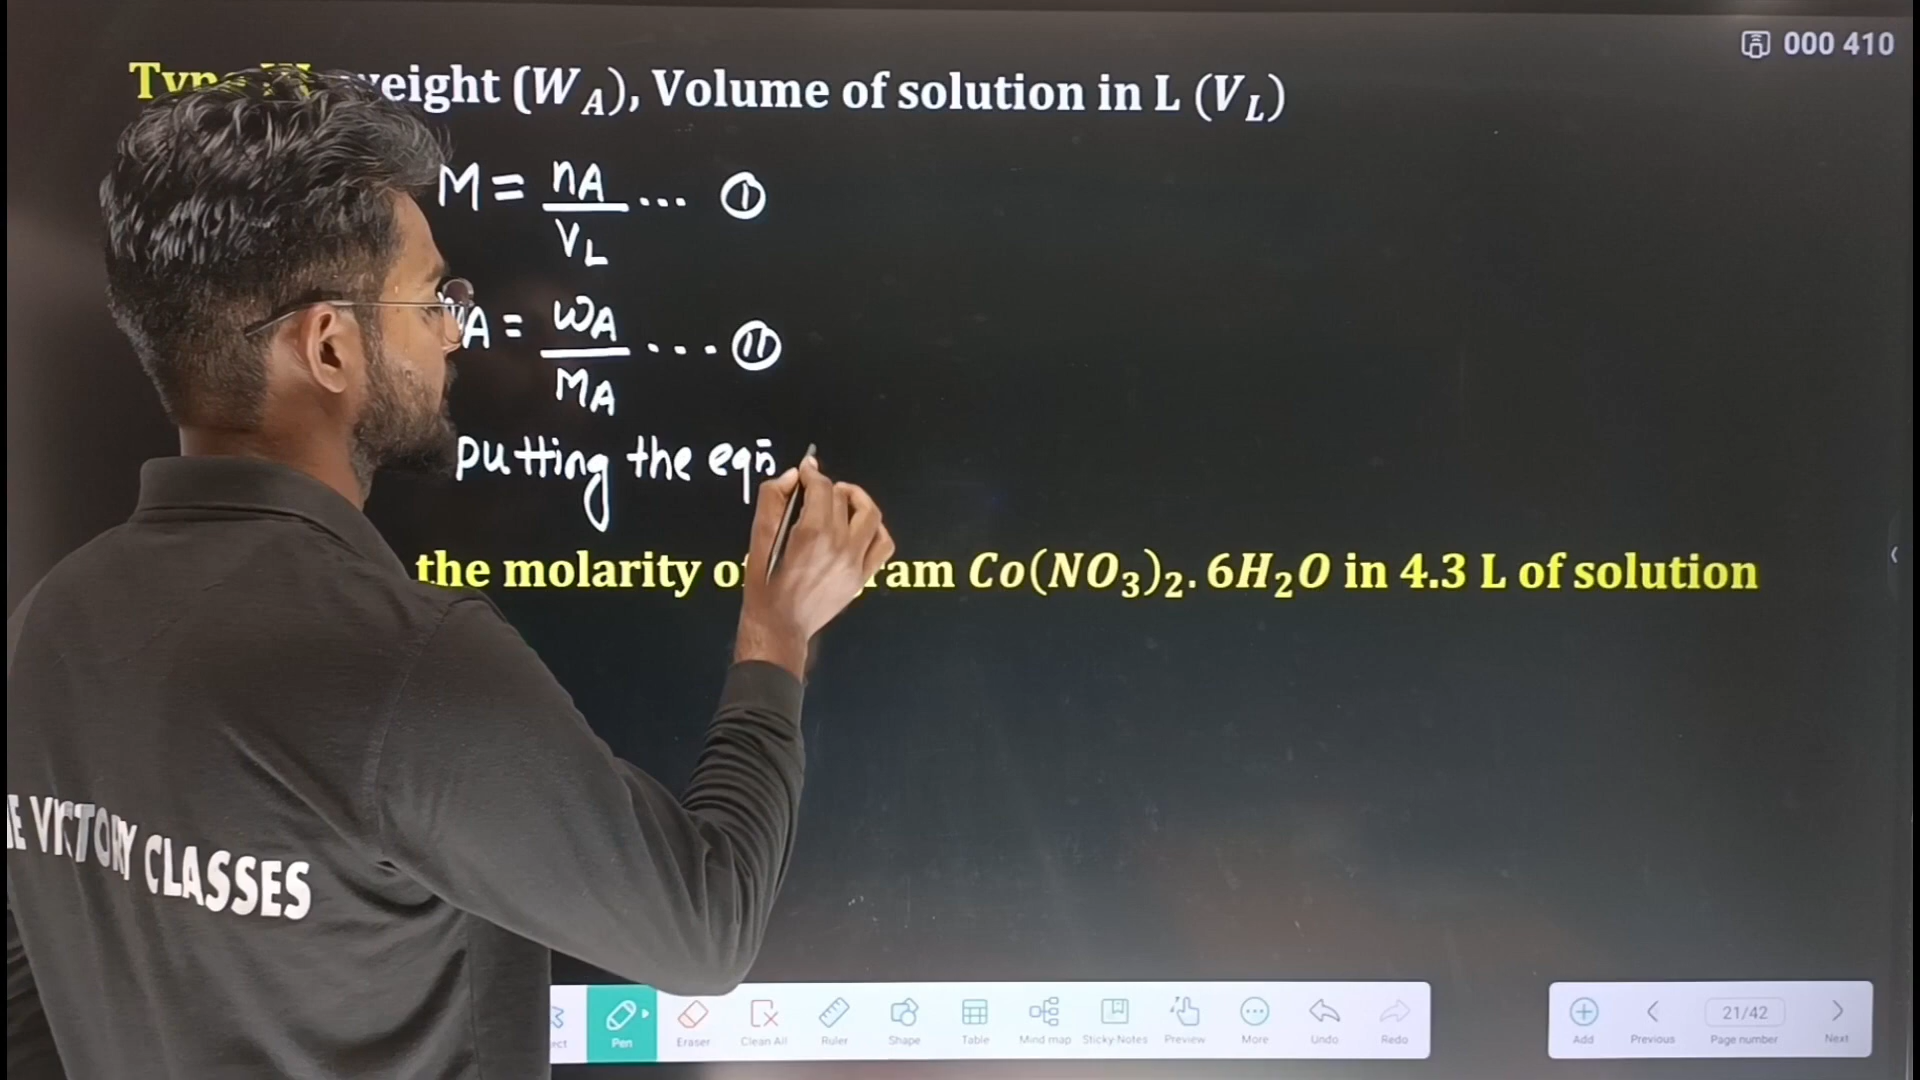 000 410
weight (W_A), Volume of solution in L (V_L)
M = nA / VL ... ①
A = WA / MA ... ⑪
putting the eqn̄
the molarity of Co(NO₃)₂. 6H₂O in 4.3 L of solution
E VICTORY CLASSES
Pen Eraser Clean All Ruler Shape Table Mind map Sticky Notes Preview More Undo Redo
21/42
Add Previous Page number Next